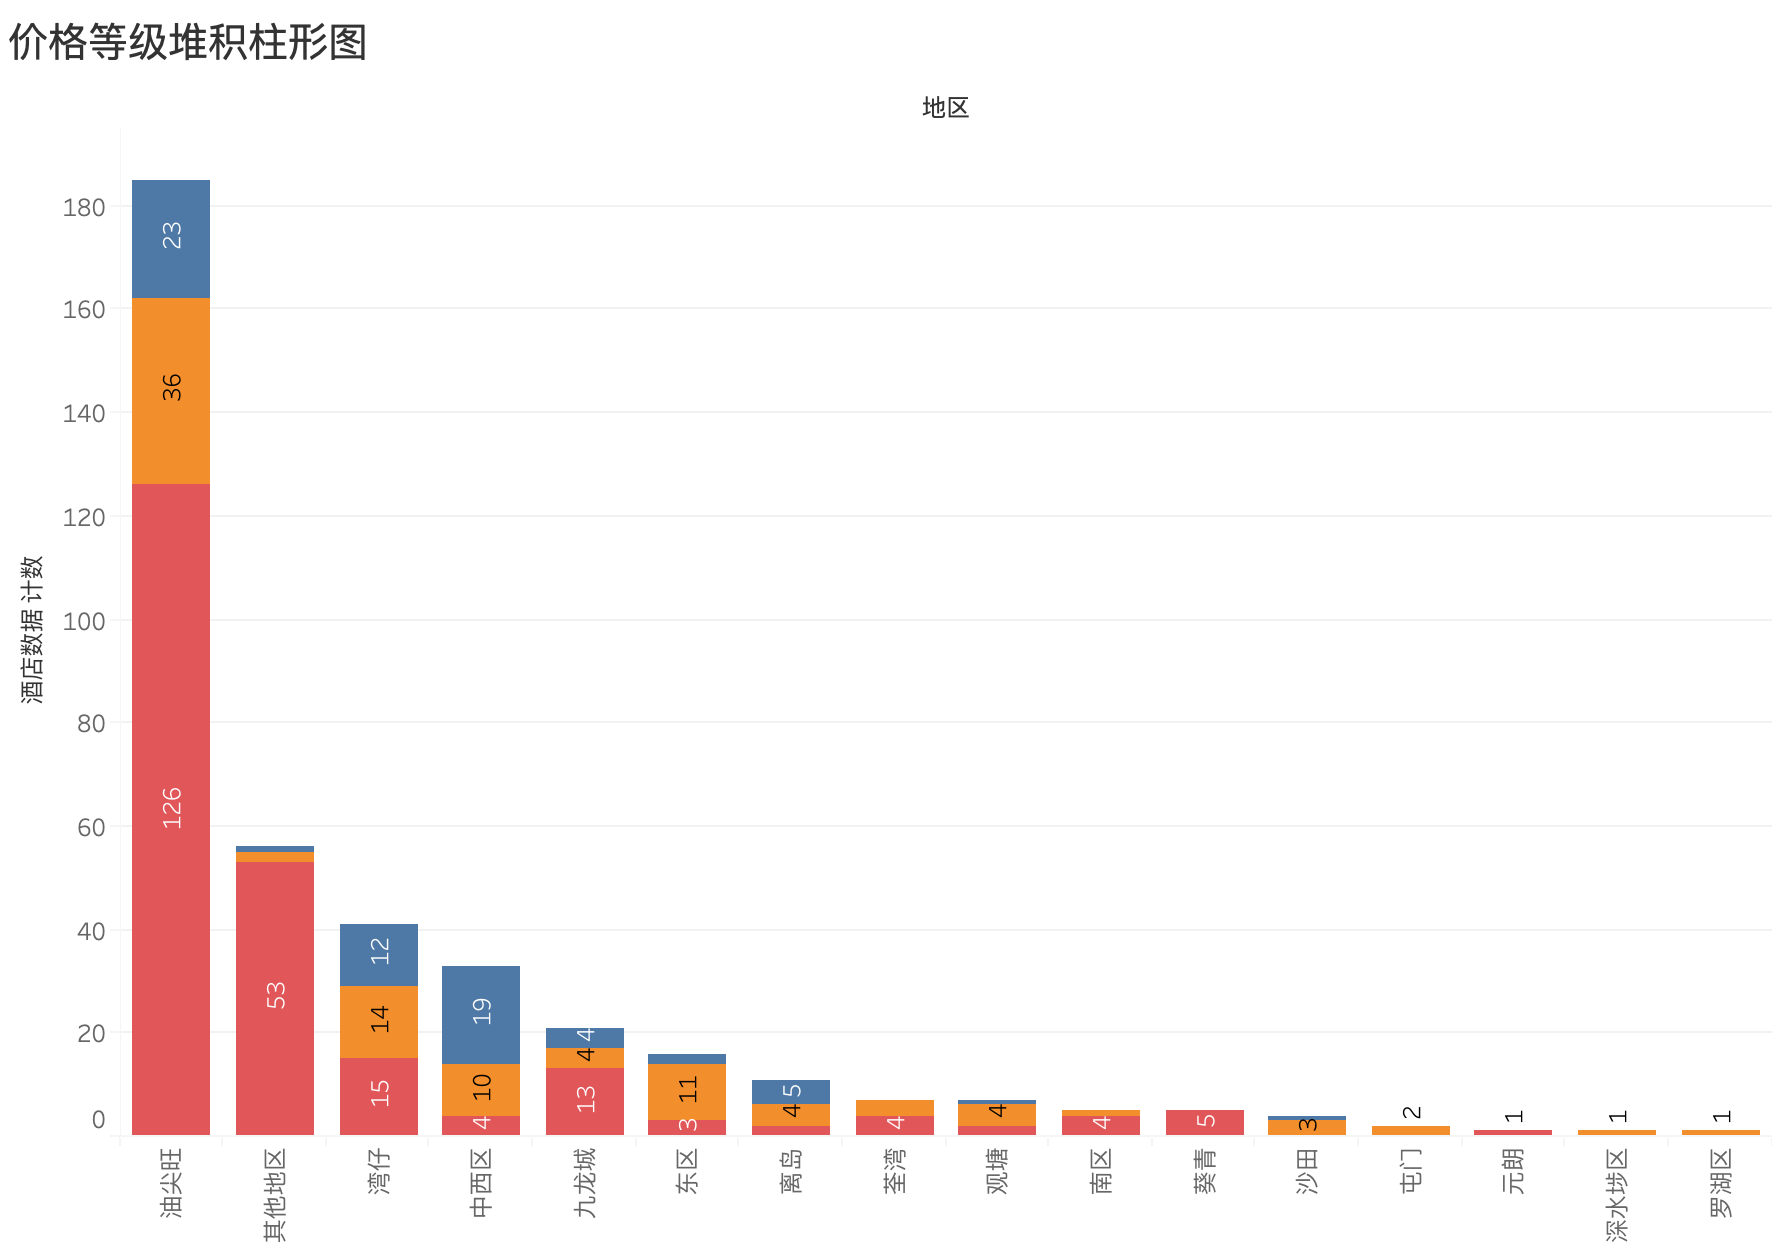 价格等级堆积柱形图
地区
酒店数据 计数
180
160
140
120
100
80
60
40
20
0
23
36
126
53
12
14
15
19
10
4
4
4
13
11
3
5
4
4
4
4
5
3
2
1
1
1
油尖旺
其他地区
湾仔
中西区
九龙城
东区
离岛
荃湾
观塘
南区
葵青
沙田
屯门
元朗
深水埗区
罗湖区